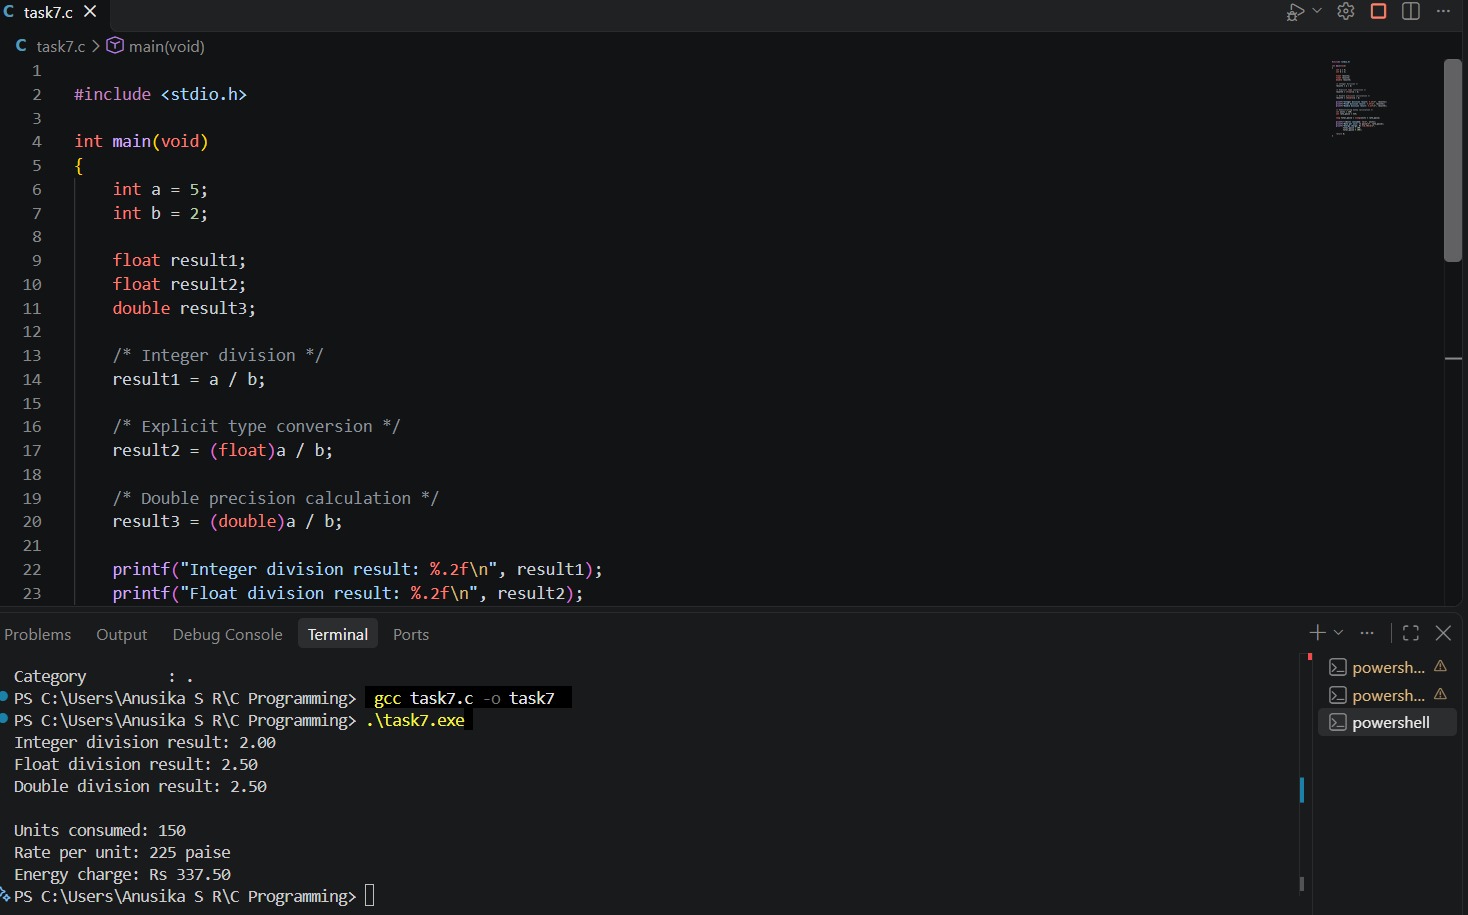 C task7.c ×
C task7.c > main(void)
1
2 #include <stdio.h>
3
4 int main(void)
5 {
6 int a = 5;
7 int b = 2;
8
9 float result1;
10 float result2;
11 double result3;
12
13 /* Integer division */
14 result1 = a / b;
15
16 /* Explicit type conversion */
17 result2 = (float)a / b;
18
19 /* Double precision calculation */
20 result3 = (double)a / b;
21
22 printf("Integer division result: %.2f\n", result1);
23 printf("Float division result: %.2f\n", result2);
Problems Output Debug Console Terminal Ports
Category : .
PS C:\Users\Anusika S R\C Programming> gcc task7.c -o task7
PS C:\Users\Anusika S R\C Programming> .\task7.exe
Integer division result: 2.00
Float division result: 2.50
Double division result: 2.50
Units consumed: 150
Rate per unit: 225 paise
Energy charge: Rs 337.50
PS C:\Users\Anusika S R\C Programming>
powersh...
powersh...
powershell